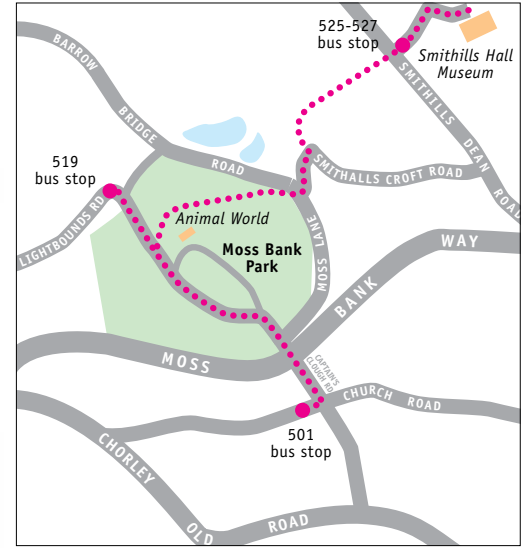 525-527
bus stop
Smithills Hall
Museum
BARROW
BRIDGE
ROAD
SMITHILLS
DEAN
ROAD
519
bus stop
SMITHALLS CROFT ROAD
LIGHTBOUNDS RD
Animal World
Moss Bank
Park
MOSS
LANE
MOSS
BANK
WAY
CAPTAIN'S
CLOUGH RD
CHURCH ROAD
501
bus stop
CHORLEY
OLD
ROAD